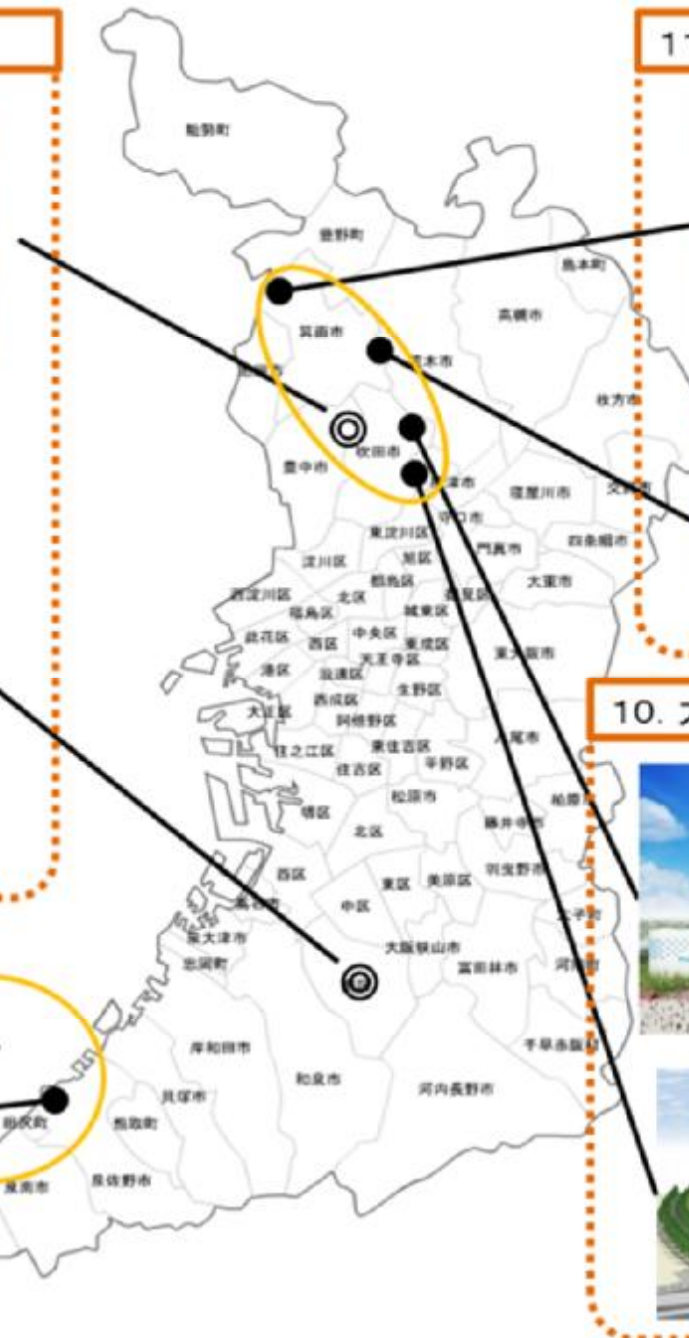 11
能勢町
豊野町
島本町
箕面市
高槻市
茨木市
枚方市
吹田市
豊中市
津市
寝屋川市
交野市
守口市
東淀川区
門真市
四条畷市
旭区
淀川区
都島区
大東市
西淀川区
北区
鶴見区
福島区
城東区
此花区
中央区
西区
東成区
天王寺区
東大阪市
港区
浪速区
生野区
西成区
大正区
阿倍野区
10.
住之江区
東住吉区
八尾市
住吉区
平野区
松原市
柏原市
堺区
藤井寺市
北区
西区
羽曳野市
東区
美原区
中区
太子町
泉大津市
大阪狭山市
忠岡町
富田林市
河南町
千早赤阪村
岸和田市
和泉市
河内長野市
貝塚市
田尻町
熊取町
泉佐野市
泉南市